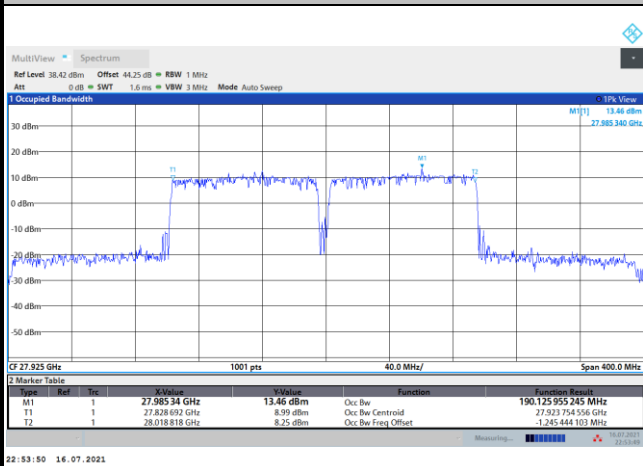 MultiView Spectrum
Ref Level 38.42 dBm Offset 44.25 dB RBW 1 MHz
Att 0 dB SWT 1.6 ms VBW 3 MHz Mode Auto Sweep
1 Occupied Bandwidth 1Pk View
M1[1] 13.46 dBm
27.985 340 GHz
30 dBm
20 dBm
M1
T1 T2
10 dBm
0 dBm
-10 dBm
-20 dBm
-30 dBm
-40 dBm
-50 dBm
CF 27.925 GHz 1001 pts 40.0 MHz/ Span 400.0 MHz
2 Marker Table
Type Ref Trc X-Value Y-Value Function Function Result
M1 1 27.985 34 GHz 13.46 dBm Occ Bw 190.125 955 245 MHz
T1 1 27.828 692 GHz 8.99 dBm Occ Bw Centroid 27.923 754 556 GHz
T2 1 28.018 818 GHz 8.25 dBm Occ Bw Freq Offset -1.245 444 103 MHz
Measuring... 16.07.2021
22:53:49
22:53:50 16.07.2021